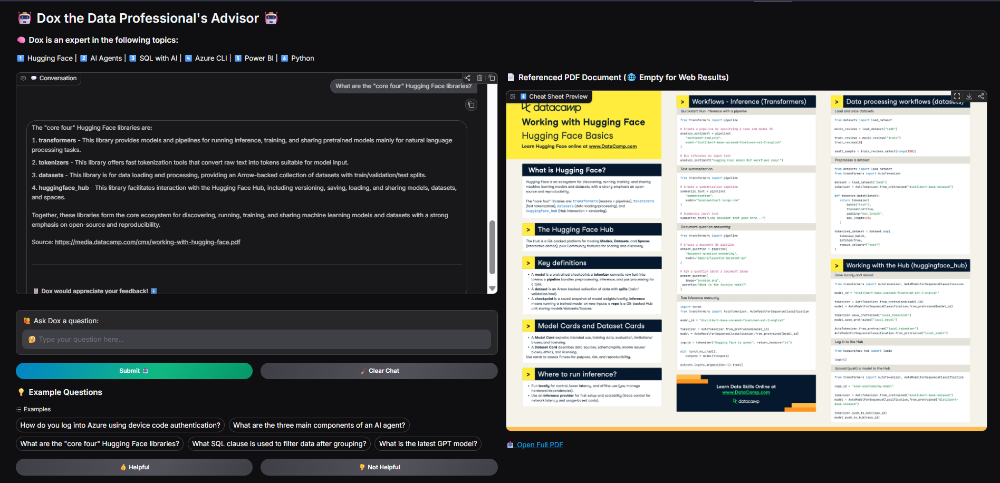 Dox the Data Professional's Advisor
Dox is an expert in the following topics:
1 Hugging Face | 2 AI Agents | 3 SQL with AI | 4 Azure CLI | 5 Power BI | 6 Python
Conversation
What are the "core four" Hugging Face libraries?
The "core four" Hugging Face libraries are:
1. transformers - This library provides models and pipelines for running inference, training, and sharing pretrained models mainly for natural language
processing tasks.
2. tokenizers - This library offers fast tokenization tools that convert raw text into tokens suitable for model input.
3. datasets - This library is for data loading and processing, providing an Arrow-backed collection of datasets with train/validation/test splits.
4. huggingface_hub - This library facilitates interaction with the Hugging Face Hub, including versioning, saving, loading, and sharing models, datasets,
and spaces.
Together, these libraries form the core ecosystem for discovering, running, training, and sharing machine learning models and datasets with a strong
emphasis on open-source and reproducibility.
Source: https://media.datacamp.com/cms/working-with-hugging-face.pdf
Dox would appreciate your feedback!
Ask Dox a question:
Type your question here...
Submit
Clear Chat
Example Questions
Examples
How do you log into Azure using device code authentication?
What are the three main components of an AI agent?
What are the "core four" Hugging Face libraries?
What SQL clause is used to filter data after grouping?
What is the latest GPT model?
Helpful
Not Helpful
Referenced PDF Document ( Empty for Web Results)
Cheat Sheet Preview
datacamp
Working with Hugging Face
Hugging Face Basics
Learn Hugging Face online at www.DataCamp.com
What is Hugging Face?
Hugging Face is an ecosystem for discovering, running, training, and sharing
machine learning models and datasets, with a strong emphasis on open-
source and reproducibility.
The "core four" libraries are: transformers (models + pipelines), tokenizers
(fast tokenization), datasets (data loading/processing), and
huggingface_hub (Hub interaction + versioning).
> The Hugging Face Hub
The Hub is a Git-backed platform for hosting Models, Datasets, and Spaces
(interactive demos), plus Community features for sharing and discovery.
> Key definitions
• A model is a pretrained checkpoint; a tokenizer converts raw text into
tokens; a pipeline bundles preprocessing, inference, and postprocessing for
a task.
• A dataset is an Arrow-backed collection of data with splits (train/
validation/test).
• A checkpoint is a saved snapshot of model weights/config; inference
means running a trained model on new inputs; a repo is a Git-backed Hub
unit storing models/datasets/Spaces.
> Model Cards and Dataset Cards
• A Model Card explains intended use, training data, evaluation, limitations/
biases, and licensing.
• A Dataset Card describes data sources, schema/splits, known issues/
biases, ethics, and licensing.
Use cards to assess fitness-for-purpose, risk, and reproducibility.
> Where to run inference?
• Run locally for control, lower latency, and offline use (you manage
hardware/dependencies).
• Use an inference provider for fast setup and scalability (trade control for
network latency and usage-based costs).
> Workflows - Inference (Transformers)
Quickstart: Run inference with a pipeline
from transformers import pipeline
# Create a pipeline by specifying a task and model ID
analyze_sentiment = pipeline(
"sentiment-analysis",
model="distilbert-base-uncased-finetuned-sst-2-english"
)
# Run inference on input text
analyze_sentiment("Hugging Face makes NLP workflows easy!")
Text summarization
from transformers import pipeline
# Create a summarization pipeline
summarize_text = pipeline(
"summarization",
model="facebook/bart-large-cnn"
)
# Summarize input text
summarize_text("Long document text goes here...")
Document question answering
from transformers import pipeline
# Create a document QA pipeline
answer_question = pipeline(
"document-question-answering",
model="impira/layoutlm-document-qa"
)
# Ask a question about a document image
answer_question(
image="invoice.png",
question="What is the invoice total?"
)
Run inference manually
import torch
from transformers import AutoTokenizer, AutoModelForSequenceClassification
model_id = "distilbert-base-uncased-finetuned-sst-2-english"
tokenizer = AutoTokenizer.from_pretrained(model_id)
model = AutoModelForSequenceClassification.from_pretrained(model_id)
inputs = tokenizer("Hugging Face is great", return_tensors="pt")
with torch.no_grad():
outputs = model(**inputs)
outputs.logits.argmax(dim=-1).item()
Learn Data Skills Online at
www.DataCamp.com
datacamp
> Data processing workflows (datasets)
Load and slice datasets
from datasets import load_dataset
movie_reviews = load_dataset("imdb")
train_reviews = movie_reviews["train"]
train_reviews[0]
small_sample = train_reviews.select(range(100))
Preprocess a dataset
from datasets import load_dataset
from transformers import AutoTokenizer
dataset = load_dataset("imdb")
tokenizer = AutoTokenizer.from_pretrained("distilbert-base-uncased")
def tokenize_batch(batch):
return tokenizer(
batch["text"],
truncation=True,
padding="max_length",
max_length=256
)
tokenized_dataset = dataset.map(
tokenize_batch,
batched=True,
remove_columns=["text"]
)
> Working with the Hub (huggingface_hub)
Save locally and reload
from transformers import AutoTokenizer, AutoModelForSequenceClassification
model_id = "distilbert-base-uncased-finetuned-sst-2-english"
tokenizer = AutoTokenizer.from_pretrained(model_id)
model = AutoModelForSequenceClassification.from_pretrained(model_id)
tokenizer.save_pretrained("local_tokenizer")
model.save_pretrained("local_model")
AutoTokenizer.from_pretrained("local_tokenizer")
AutoModelForSequenceClassification.from_pretrained("local_model")
Log in to the Hub
from huggingface_hub import login
login()
Upload (push) a model to the Hub
from transformers import AutoTokenizer, AutoModelForSequenceClassification
repo_id = "your-username/my-model"
tokenizer = AutoTokenizer.from_pretrained("distilbert-base-uncased")
model = AutoModelForSequenceClassification.from_pretrained("distilbert-
base-uncased")
tokenizer.push_to_hub(repo_id)
model.push_to_hub(repo_id)
Open Full PDF